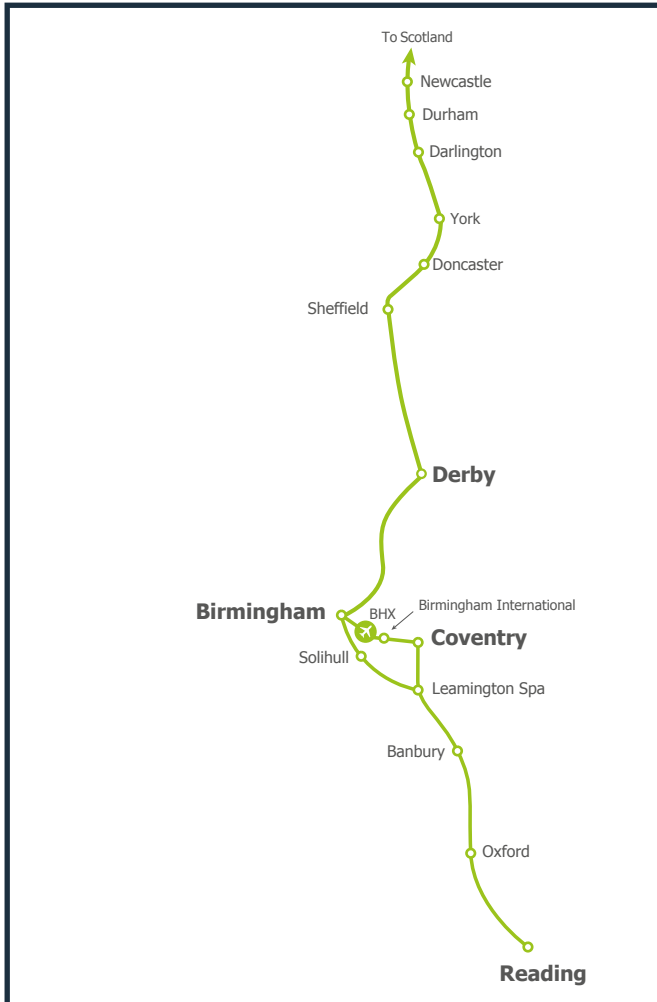 To Scotland
Newcastle
Durham
Darlington
York
Doncaster
Sheffield
Derby
Birmingham
BHX
Birmingham International
Coventry
Solihull
Leamington Spa
Banbury
Oxford
Reading